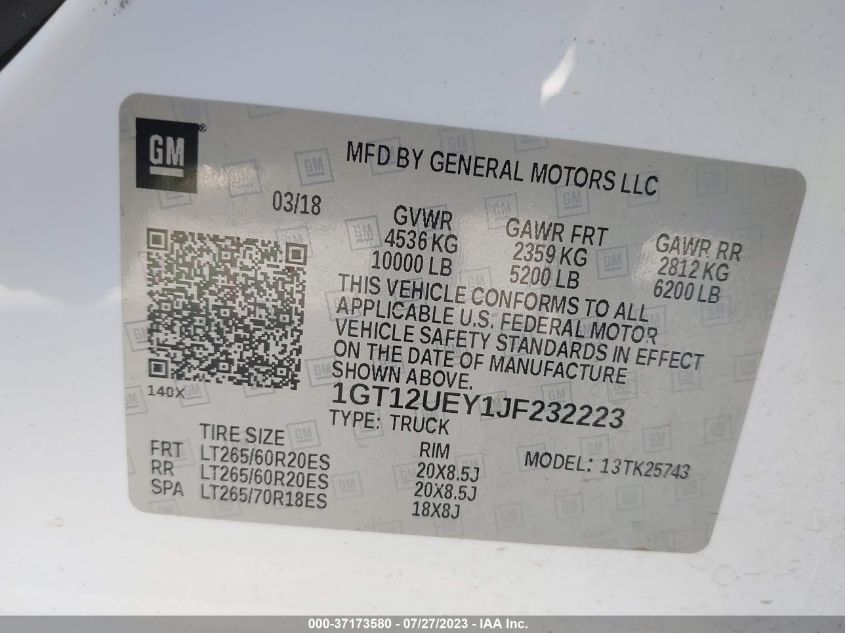 GM
MFD BY GENERAL MOTORS LLC
03/18
GVWR GAWR FRT GAWR RR
4536 KG 2359 KG 2812 KG
10000 LB 5200 LB 6200 LB
THIS VEHICLE CONFORMS TO ALL
APPLICABLE U.S. FEDERAL MOTOR
VEHICLE SAFETY STANDARDS IN EFFECT
ON THE DATE OF MANUFACTURE
SHOWN ABOVE.
140X
1GT12UEY1JF232223
TYPE: TRUCK
TIRE SIZE RIM MODEL: 13TK25743
FRT LT265/60R20ES 20X8.5J
RR LT265/60R20ES 20X8.5J
SPA LT265/70R18ES 18X8J
000-37173580 / 07/27/2023 - IAA Inc.